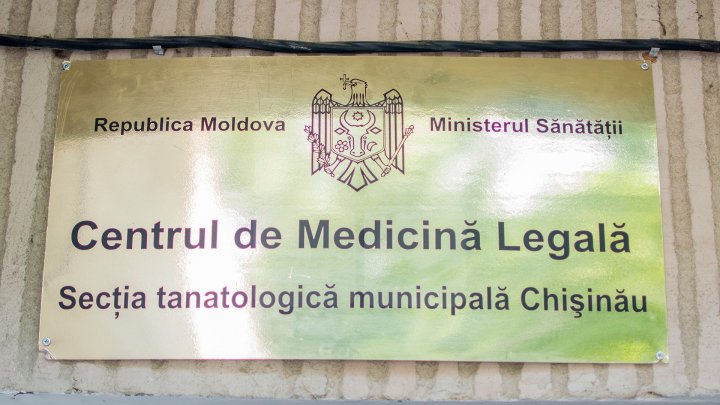 Republica Moldova Ministerul Sănătății
Centrul de Medicină Legală
Secția tanatologică municipală Chişinău